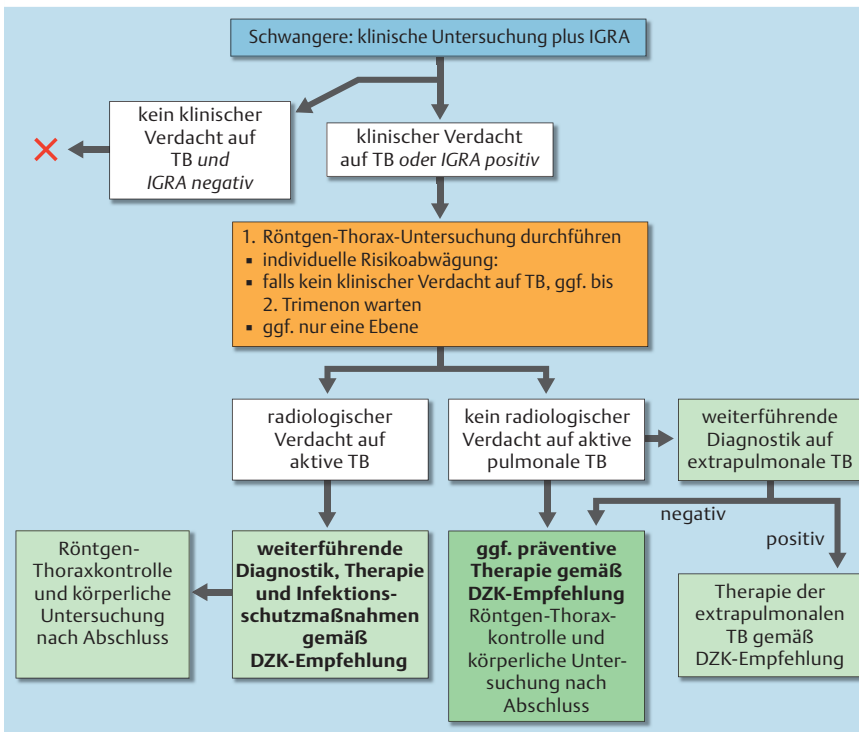 Schwangere: klinische Untersuchung plus IGRA
kein klinischer
Verdacht auf
TB und
IGRA negativ
klinischer Verdacht
auf TB oder IGRA positiv
1. Röntgen-Thorax-Untersuchung durchführen
▪ individuelle Risikoabwägung:
▪ falls kein klinischer Verdacht auf TB, ggf. bis
2. Trimenon warten
▪ ggf. nur eine Ebene
radiologischer
Verdacht auf
aktive TB
kein radiologischer
Verdacht auf aktive
pulmonale TB
weiterführende
Diagnostik auf
extrapulmonale TB
negativ
positiv
Röntgen-
Thoraxkontrolle
und körperliche
Untersuchung
nach Abschluss
weiterführende
Diagnostik, Therapie
und Infektions-
schutzmaßnahmen
gemäß
DZK-Empfehlung
ggf. präventive
Therapie gemäß
DZK-Empfehlung
Röntgen-Thorax-
kontrolle und
körperliche Unter-
suchung nach
Abschluss
Therapie der
extrapulmonalen
TB gemäß
DZK-Empfehlung